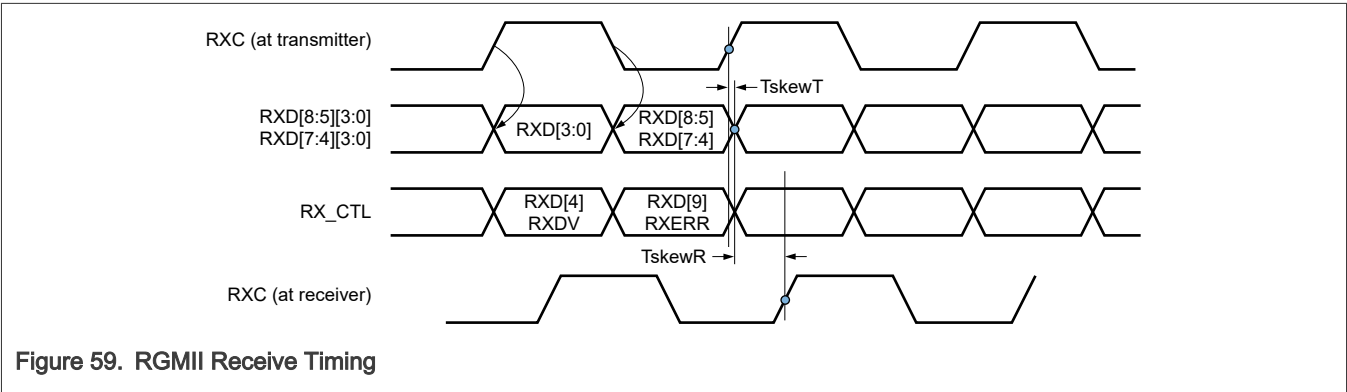 RXC (at transmitter)
TskewT
RXD[8:5][3:0]
RXD[7:4][3:0]
RXD[3:0]
RXD[8:5]
RXD[7:4]
RX_CTL
RXD[4]
RXDV
RXD[9]
RXERR
TskewR
RXC (at receiver)
Figure 59. RGMII Receive Timing